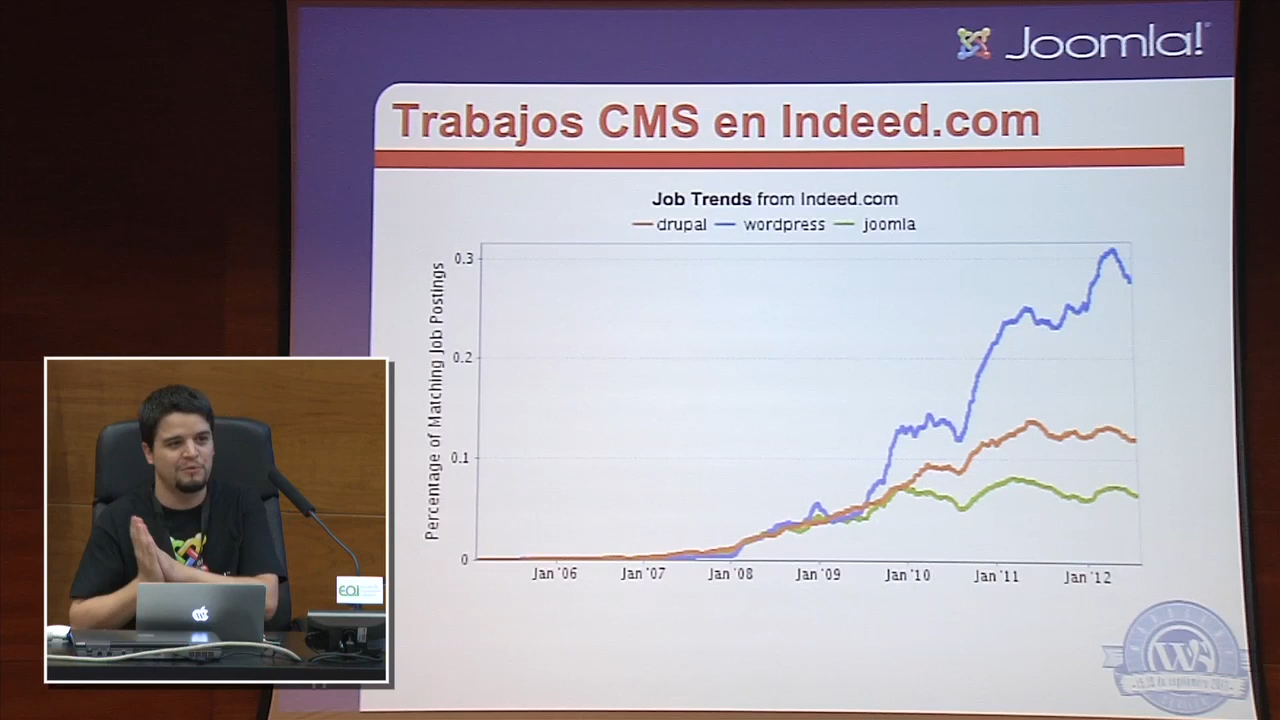 Joomla!
Trabajos CMS en Indeed.com
Job Trends from Indeed.com
drupal wordpress joomla
Percentage of Matching Job Postings
0.3
0.2
0.1
0
Jan '06 Jan '07 Jan '08 Jan '09 Jan '10 Jan '11 Jan '12
EOI
W